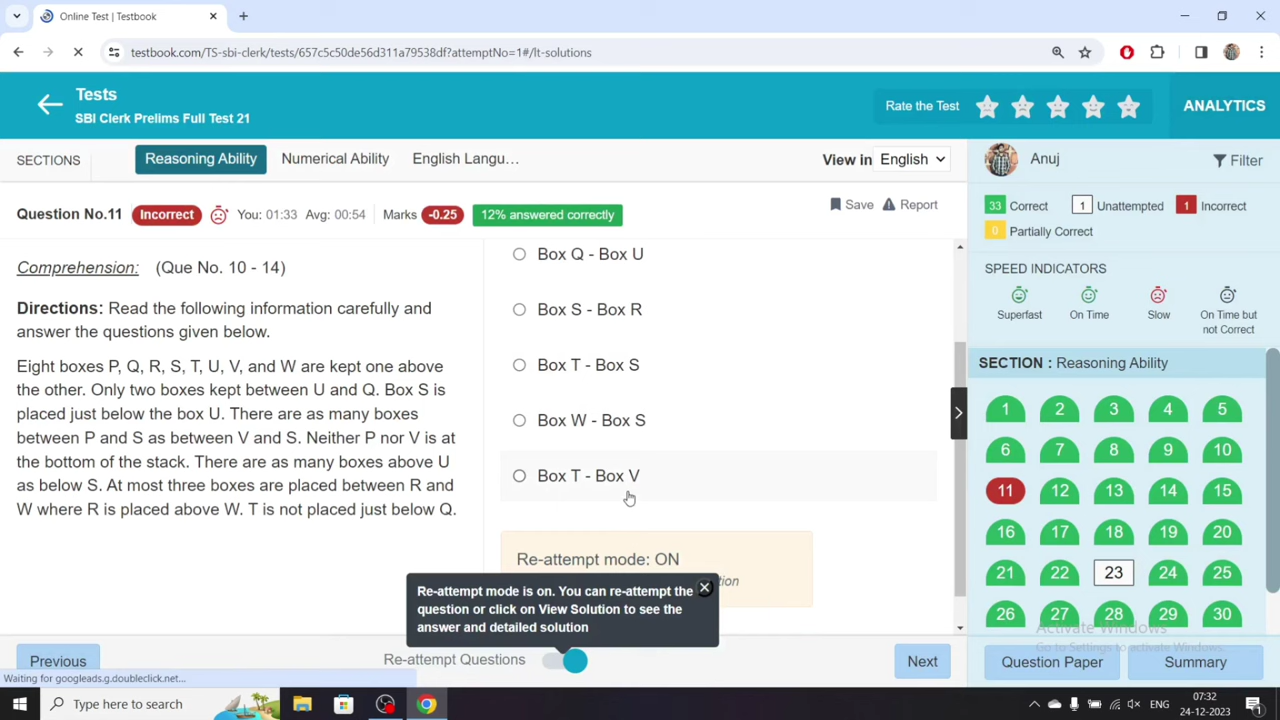 Online Test | Testbook
testbook.com/TS-sbi-clerk/tests/657c5c50de56d311a79538df?attemptNo=1#/lt-solutions
Tests
SBI Clerk Prelims Full Test 21
Rate the Test
ANALYTICS
SECTIONS
Reasoning Ability
Numerical Ability
English Langu...
View in
English
Anuj
Filter
Question No.11
Incorrect
You: 01:33
Avg: 00:54
Marks
-0.25
12% answered correctly
Save
Report
33 Correct
1 Unattempted
1 Incorrect
0 Partially Correct
SPEED INDICATORS
Superfast
On Time
Slow
On Time but
not Correct
Comprehension: (Que No. 10 - 14)
Directions: Read the following information carefully and
answer the questions given below.
Eight boxes P, Q, R, S, T, U, V, and W are kept one above
the other. Only two boxes kept between U and Q. Box S is
placed just below the box U. There are as many boxes
between P and S as between V and S. Neither P nor V is at
the bottom of the stack. There are as many boxes above U
as below S. At most three boxes are placed between R and
W where R is placed above W. T is not placed just below Q.
Box Q - Box U
Box S - Box R
Box T - Box S
Box W - Box S
Box T - Box V
Re-attempt mode: ON
Re-attempt mode is on. You can re-attempt the
question or click on View Solution to see the
answer and detailed solution
SECTION : Reasoning Ability
1 2 3 4 5
6 7 8 9 10
11 12 13 14 15
16 17 18 19 20
21 22 23 24 25
26 27 28 29 30
Activate Windows
Go to Settings to activate Windows.
Previous
Re-attempt Questions
Next
Question Paper
Summary
Waiting for googleads.g.doubleclick.net...
Type here to search
ENG
07:32
24-12-2023
1